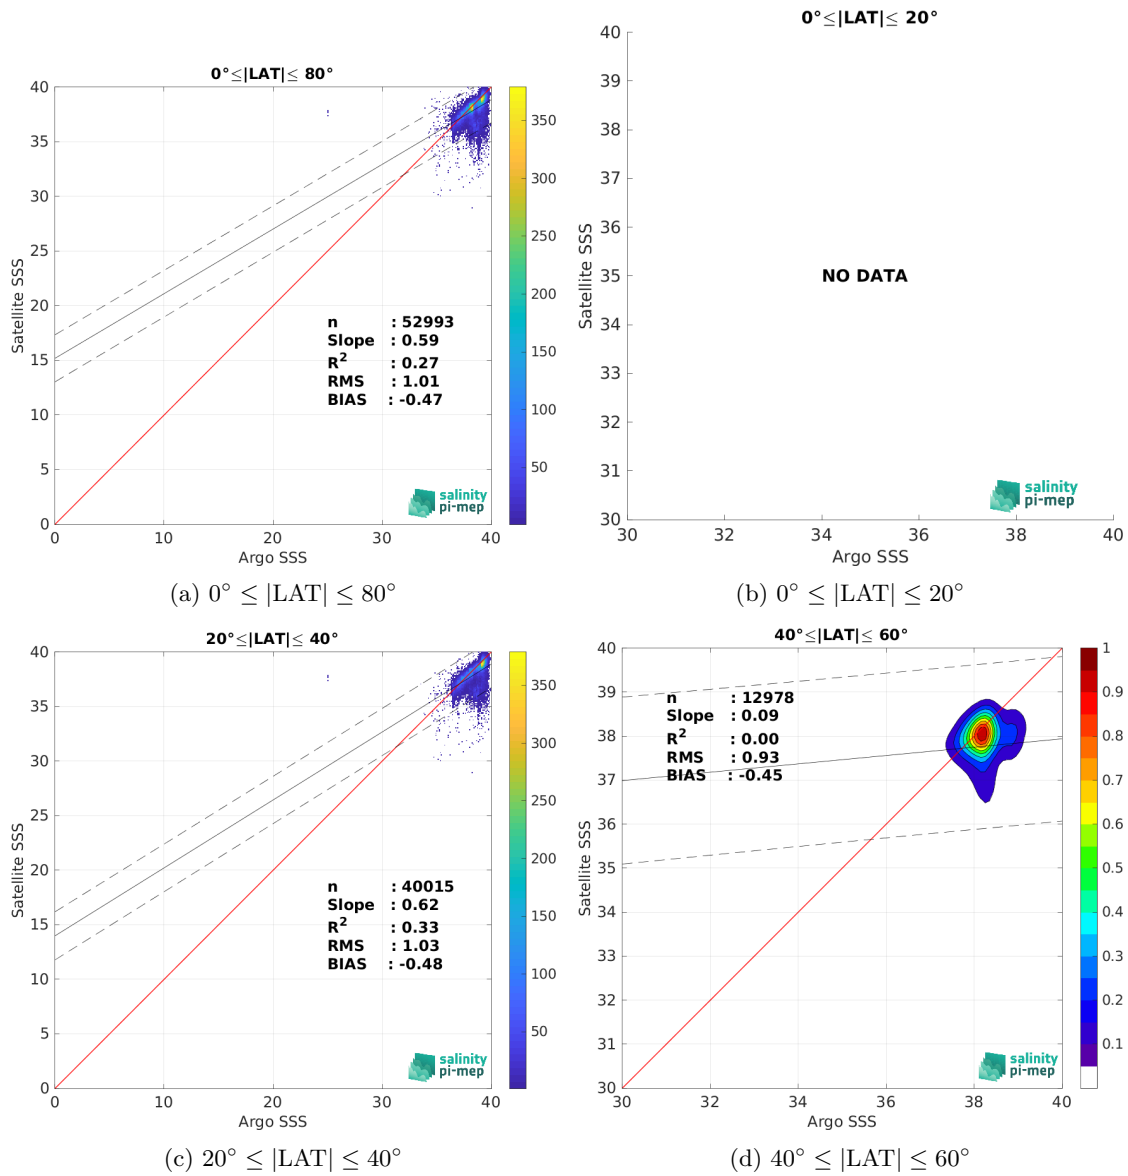 0°≤|LAT|≤ 80°
40
35
30
25
20
15
10
5
0
Satellite SSS
n : 52993
Slope : 0.59
R² : 0.27
RMS : 1.01
BIAS : -0.47
salinity
pi-mep
0 10 20 30 40
Argo SSS
350
300
250
200
150
100
50
(a) 0° ≤ |LAT| ≤ 80°
0°≤|LAT|≤ 20°
40
39
38
37
36
35
34
33
32
31
30
Satellite SSS
NO DATA
salinity
pi-mep
30 32 34 36 38 40
Argo SSS
(b) 0° ≤ |LAT| ≤ 20°
20°≤|LAT|≤ 40°
40
35
30
25
20
15
10
5
0
Satellite SSS
n : 40015
Slope : 0.62
R² : 0.33
RMS : 1.03
BIAS : -0.48
salinity
pi-mep
0 10 20 30 40
Argo SSS
350
300
250
200
150
100
50
(c) 20° ≤ |LAT| ≤ 40°
40°≤|LAT|≤ 60°
40
39
38
37
36
35
34
33
32
31
30
Satellite SSS
n : 12978
Slope : 0.09
R² : 0.00
RMS : 0.93
BIAS : -0.45
salinity
pi-mep
30 32 34 36 38 40
Argo SSS
1
0.9
0.8
0.7
0.6
0.5
0.4
0.3
0.2
0.1
(d) 40° ≤ |LAT| ≤ 60°